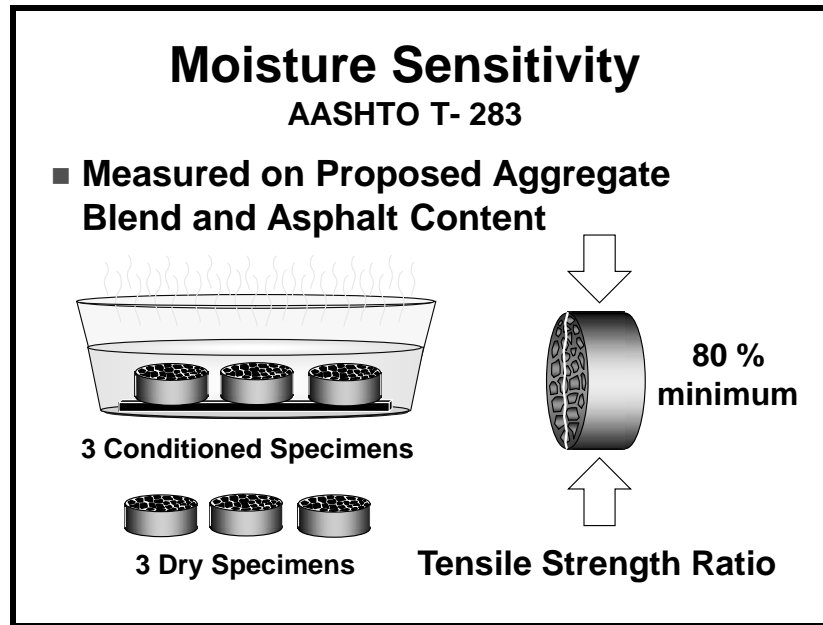 Moisture Sensitivity
AASHTO T- 283
■ Measured on Proposed Aggregate
Blend and Asphalt Content
80 %
minimum
3 Conditioned Specimens
3 Dry Specimens
Tensile Strength Ratio